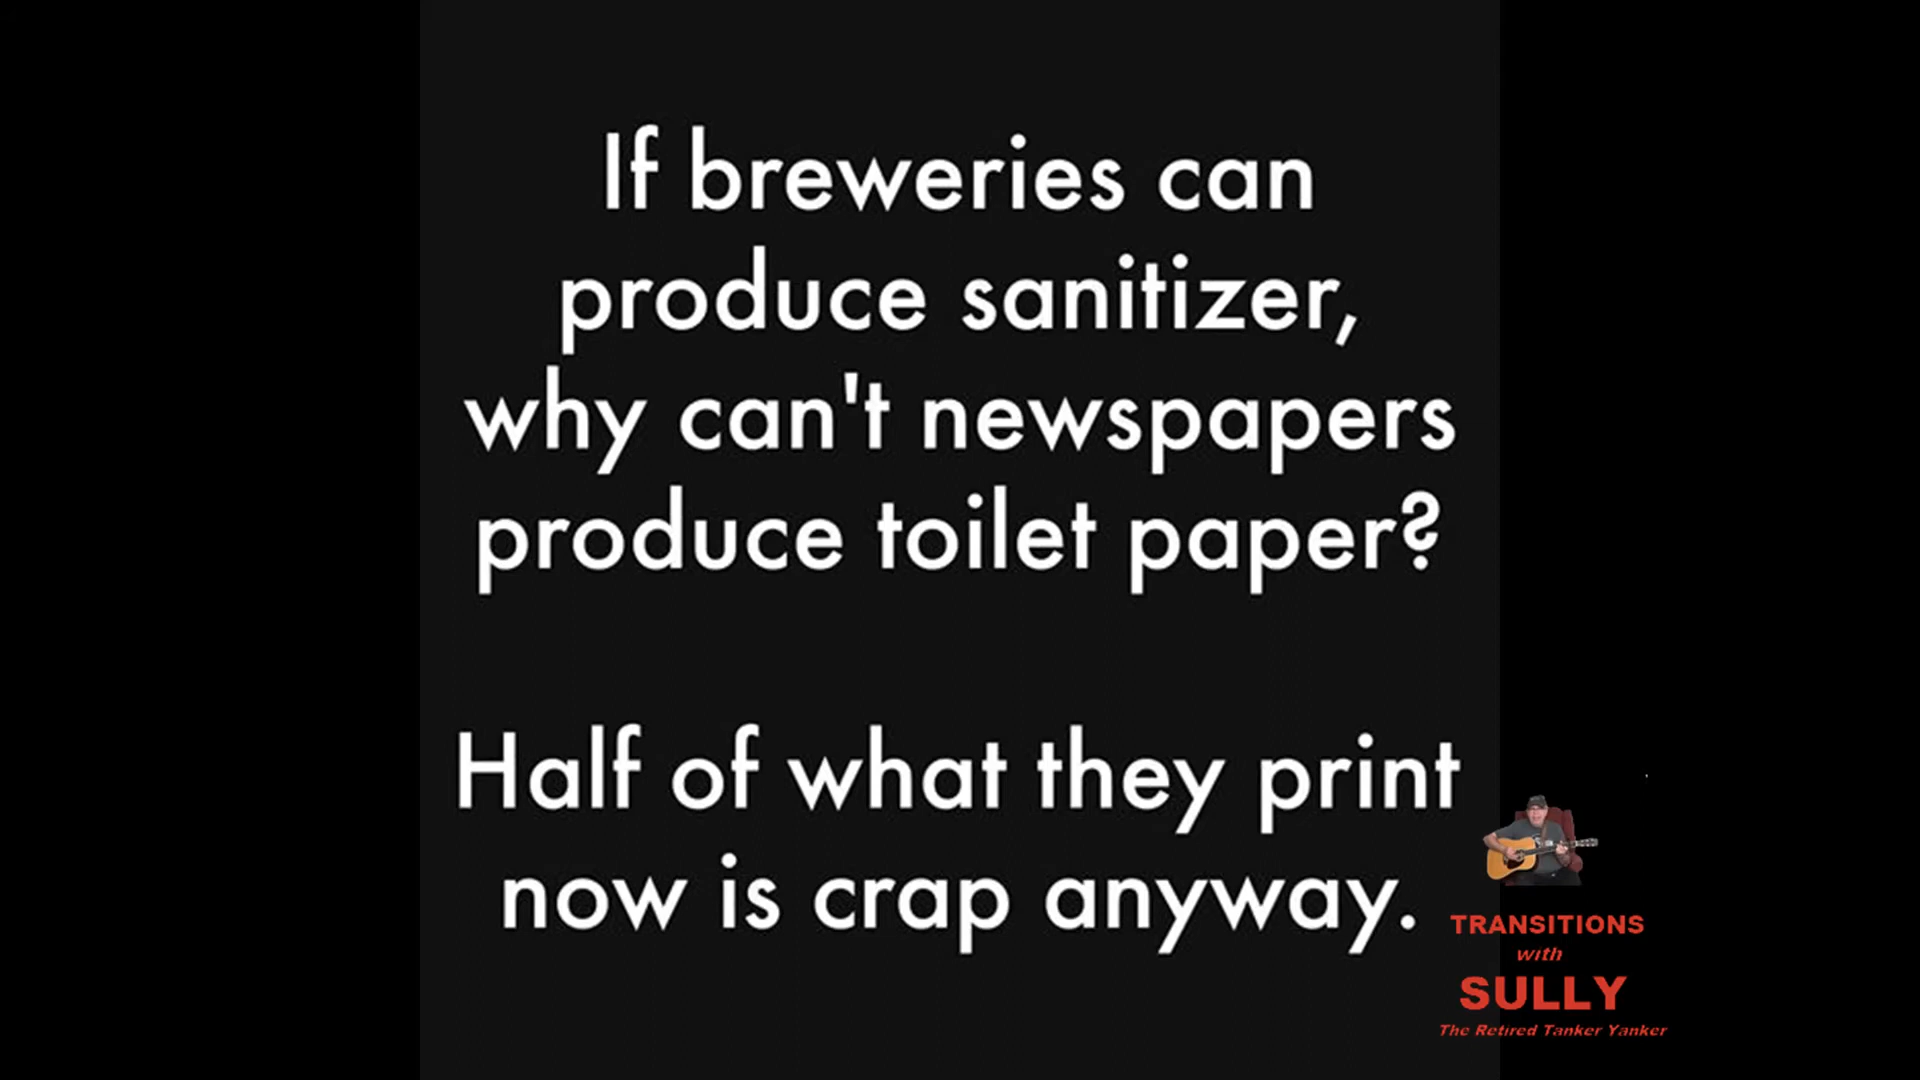 If breweries can
produce sanitizer,
why can't newspapers
produce toilet paper?
Half of what they print
now is crap anyway.
TRANSITIONS
with
SULLY
The Retired Tanker Yanker